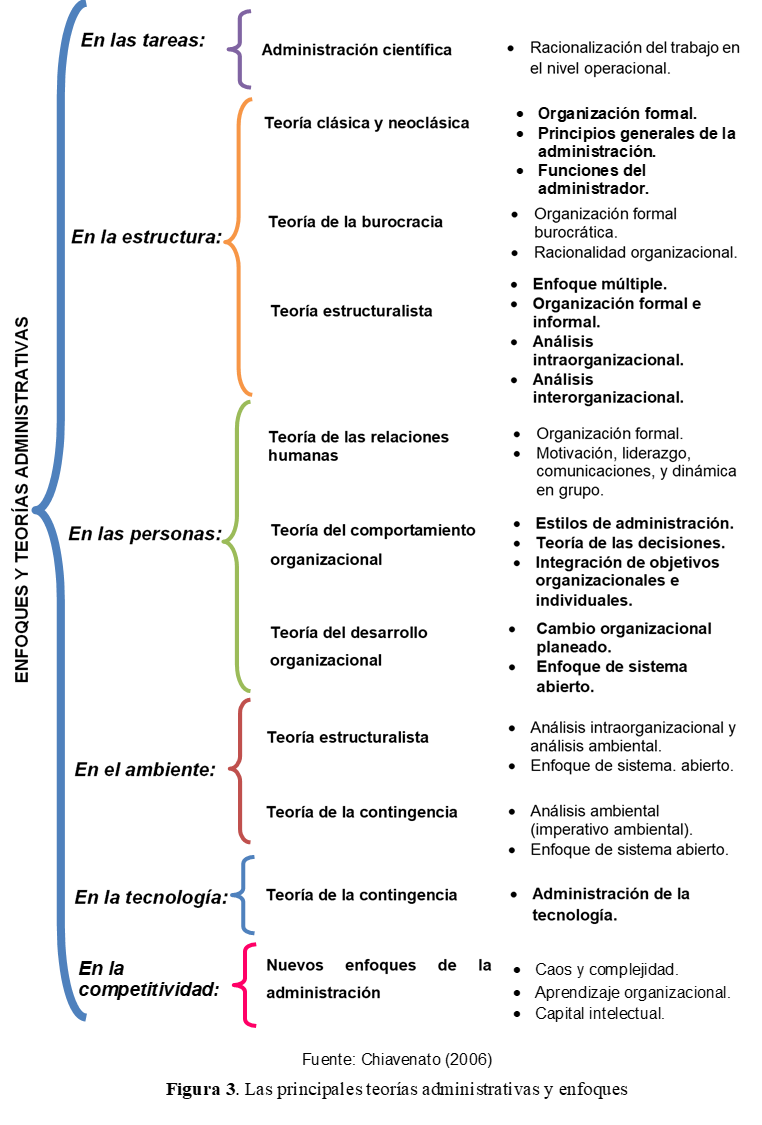 ENFOQUES Y TEORÍAS ADMINISTRATIVAS
En las tareas:
Administración científica
• Racionalización del trabajo en
el nivel operacional.
En la estructura:
Teoría clásica y neoclásica
• Organización formal.
• Principios generales de la
administración.
• Funciones del
administrador.
Teoría de la burocracia
• Organización formal
burocrática.
• Racionalidad organizacional.
Teoría estructuralista
• Enfoque múltiple.
• Organización formal e
informal.
• Análisis
intraorganizacional.
• Análisis
interorganizacional.
En las personas:
Teoría de las relaciones
humanas
• Organización formal.
• Motivación, liderazgo,
comunicaciones, y dinámica
en grupo.
Teoría del comportamiento
organizacional
• Estilos de administración.
• Teoría de las decisiones.
• Integración de objetivos
organizacionales e
individuales.
Teoría del desarrollo
organizacional
• Cambio organizacional
planeado.
• Enfoque de sistema
abierto.
En el ambiente:
Teoría estructuralista
• Análisis intraorganizacional y
análisis ambiental.
• Enfoque de sistema. abierto.
Teoría de la contingencia
• Análisis ambiental
(imperativo ambiental).
• Enfoque de sistema abierto.
En la tecnología:
Teoría de la contingencia
• Administración de la
tecnología.
En la
competitividad:
Nuevos enfoques de la
administración
• Caos y complejidad.
• Aprendizaje organizacional.
• Capital intelectual.
Fuente: Chiavenato (2006)
Figura 3. Las principales teorías administrativas y enfoques